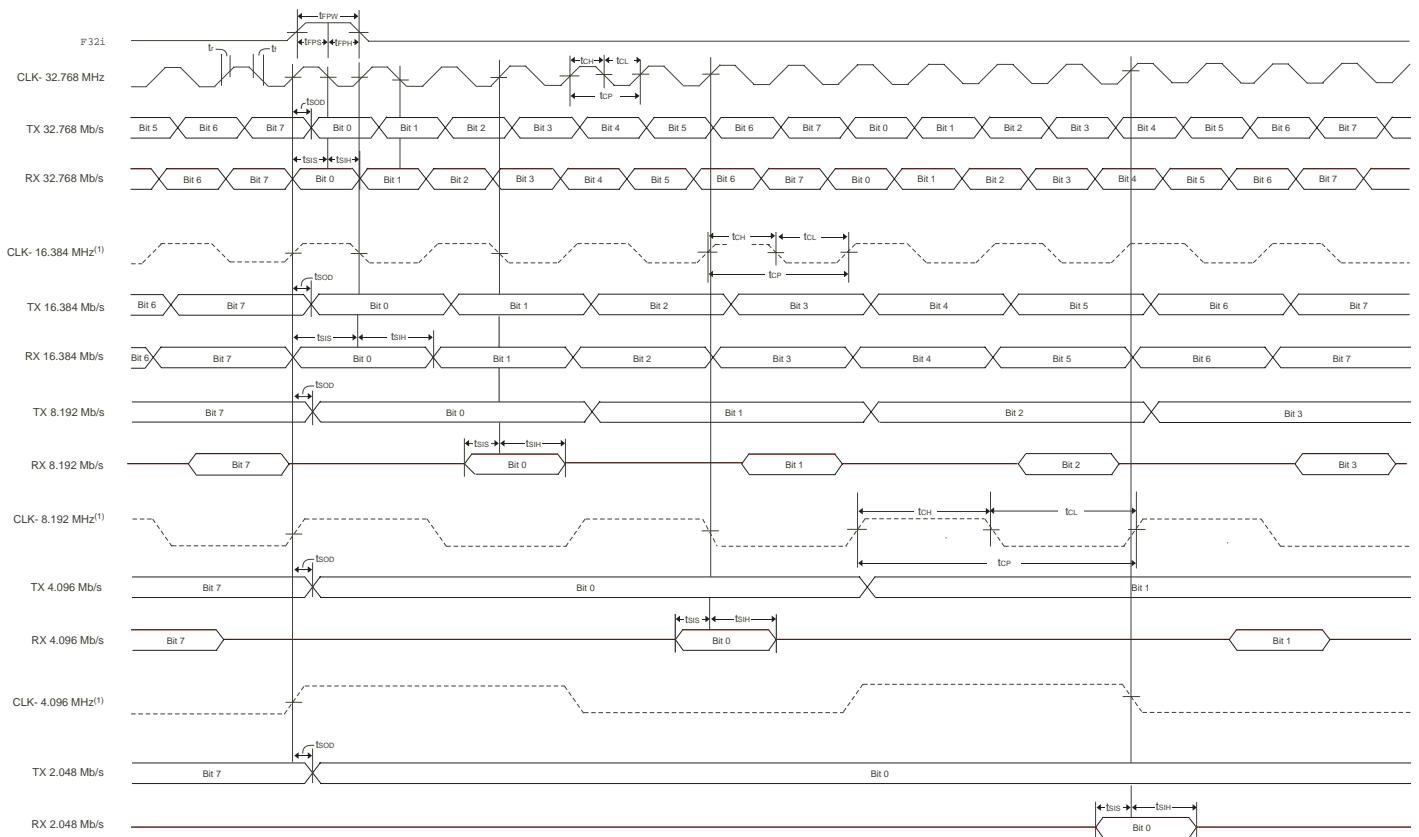 tFPW
F32i
tFPS tFPH
tr tf
CLK- 32.768 MHz
tCH tCL
tCP
tSOD
TX 32.768 Mb/s Bit 5 Bit 6 Bit 7 Bit 0 Bit 1 Bit 2 Bit 3 Bit 4 Bit 5 Bit 6 Bit 7 Bit 0 Bit 1 Bit 2 Bit 3 Bit 4 Bit 5 Bit 6 Bit 7
tSIS tSIH
RX 32.768 Mb/s Bit 6 Bit 7 Bit 0 Bit 1 Bit 2 Bit 3 Bit 4 Bit 5 Bit 6 Bit 7 Bit 0 Bit 1 Bit 2 Bit 3 Bit 4 Bit 5 Bit 6 Bit 7
tCH tCL
CLK- 16.384 MHz(1)
tCP
tSOD
TX 16.384 Mb/s Bit 6 Bit 7 Bit 0 Bit 1 Bit 2 Bit 3 Bit 4 Bit 5 Bit 6 Bit 7
tSIS tSIH
RX 16.384 Mb/s Bit 6 Bit 7 Bit 0 Bit 1 Bit 2 Bit 3 Bit 4 Bit 5 Bit 6 Bit 7
tSOD
TX 8.192 Mb/s Bit 7 Bit 0 Bit 1 Bit 2 Bit 3
tSIS tSIH
RX 8.192 Mb/s Bit 7 Bit 0 Bit 1 Bit 2 Bit 3
tCH tCL
CLK- 8.192 MHz(1)
tCP
tSOD
TX 4.096 Mb/s Bit 7 Bit 0 Bit 1
tSIS tSIH
RX 4.096 Mb/s Bit 7 Bit 0 Bit 1
CLK- 4.096 MHz(1)
tSOD
TX 2.048 Mb/s Bit 7 Bit 0
tSIS tSIH
RX 2.048 Mb/s Bit 0